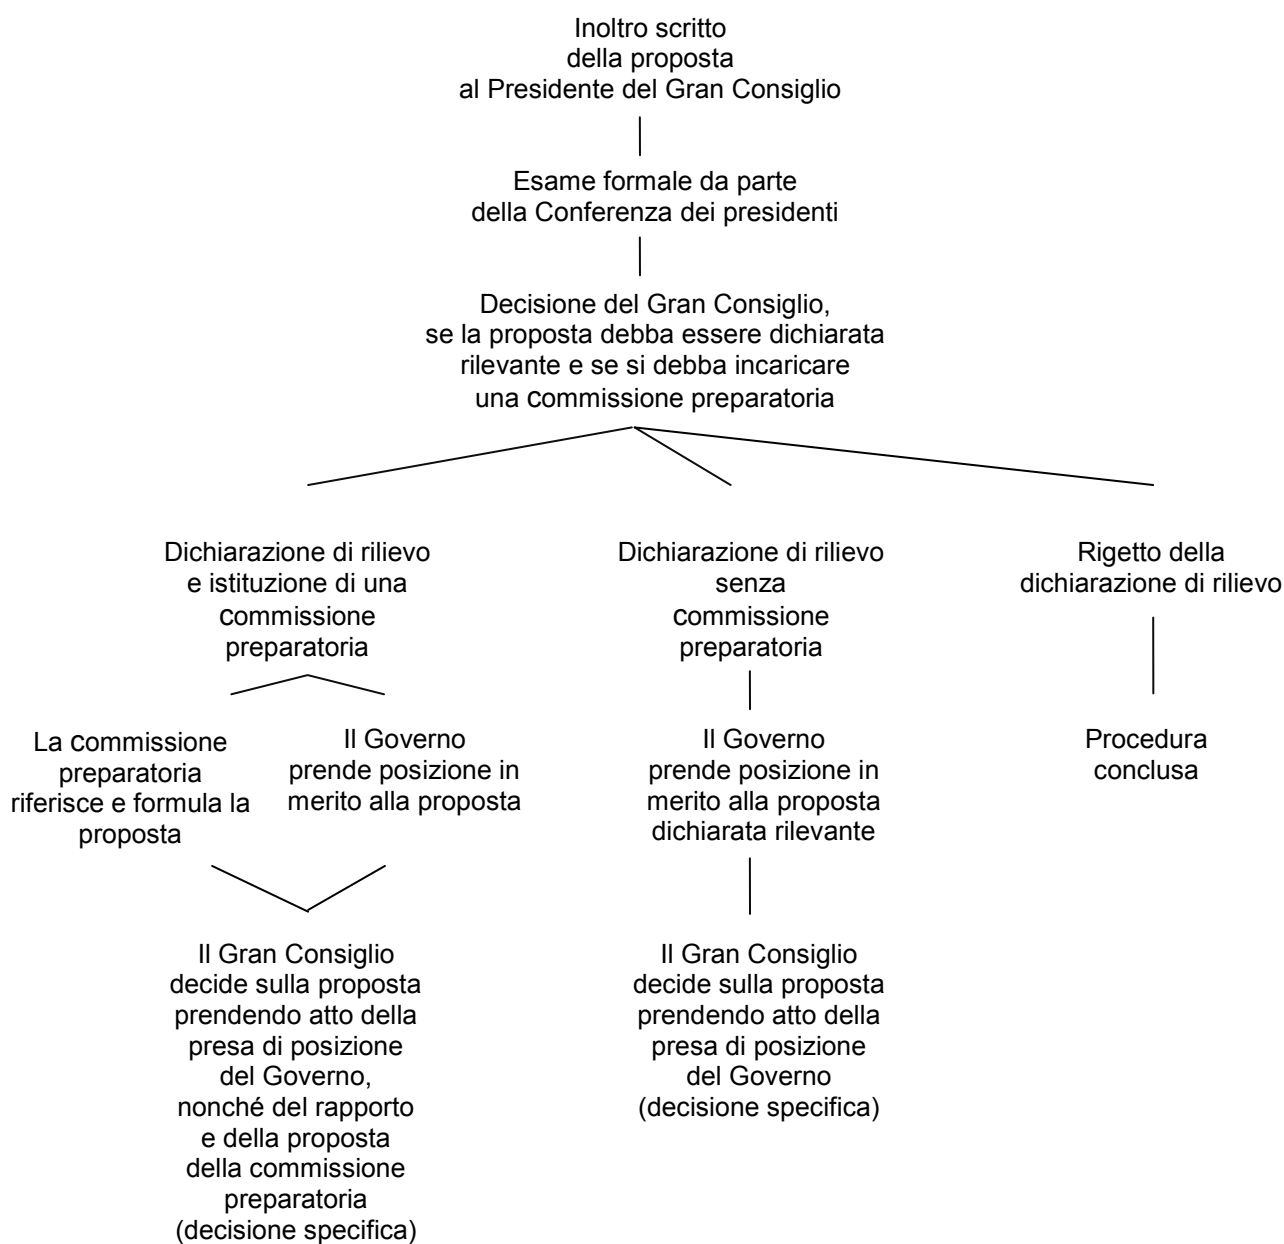 Inoltro scritto
della proposta
al Presidente del Gran Consiglio
Esame formale da parte
della Conferenza dei presidenti
Decisione del Gran Consiglio,
se la proposta debba essere dichiarata
rilevante e se si debba incaricare
una commissione preparatoria
Dichiarazione di rilievo
e istituzione di una
commissione
preparatoria
Dichiarazione di rilievo
senza
commissione
preparatoria
Rigetto della
dichiarazione di rilievo
La commissione
preparatoria
riferisce e formula la
proposta
Il Governo
prende posizione in
merito alla proposta
Il Governo
prende posizione in
merito alla proposta
dichiarata rilevante
Procedura
conclusa
Il Gran Consiglio
decide sulla proposta
prendendo atto della
presa di posizione
del Governo,
nonché del rapporto
e della proposta
della commissione
preparatoria
(decisione specifica)
Il Gran Consiglio
decide sulla proposta
prendendo atto della
presa di posizione
del Governo
(decisione specifica)